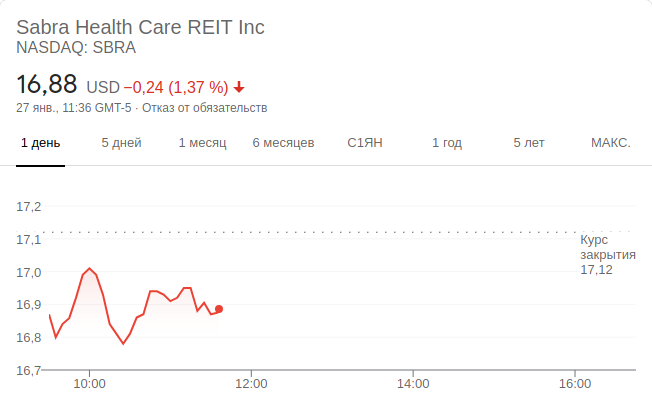 Sabra Health Care REIT Inc
NASDAQ: SBRA
16,88 USD −0,24 (1,37 %)
27 янв., 11:36 GMT-5 · Отказ от обязательств
1 день 5 дней 1 месяц 6 месяцев С1ЯН 1 год 5 лет МАКС.
17,2
17,1
Курс
закрытия
17,12
17,0
16,9
16,8
16,7
10:00 12:00 14:00 16:00